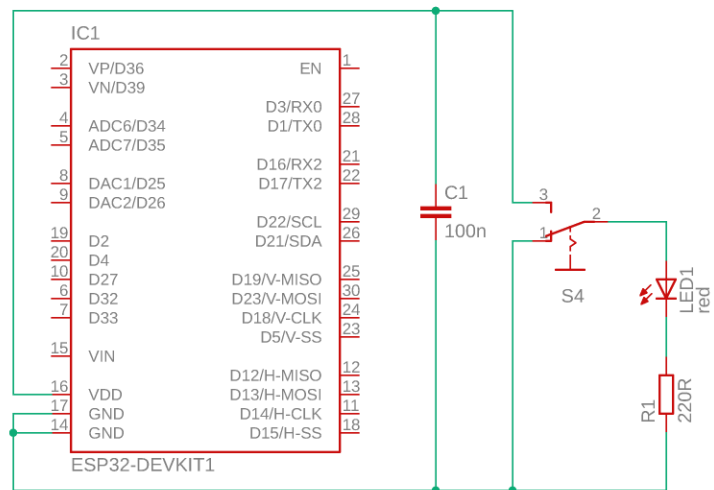 IC1
2 VP/D36 EN 1
3 VN/D39
D3/RX0 27
4 ADC6/D34 D1/TX0 28
5 ADC7/D35
D16/RX2 21
8 DAC1/D25 D17/TX2 22
9 DAC2/D26
D22/SCL 29
19 D2 D21/SDA 26
20 D4
10 D27 D19/V-MISO 25
6 D32 D23/V-MOSI 30
7 D33 D18/V-CLK 24
D5/V-SS 23
15 VIN
D12/H-MISO 12
16 VDD D13/H-MOSI 13
17 GND D14/H-CLK 11
14 GND D15/H-SS 18
ESP32-DEVKIT1
C1
100n
3
2
1
S4
LED1
red
R1
220R